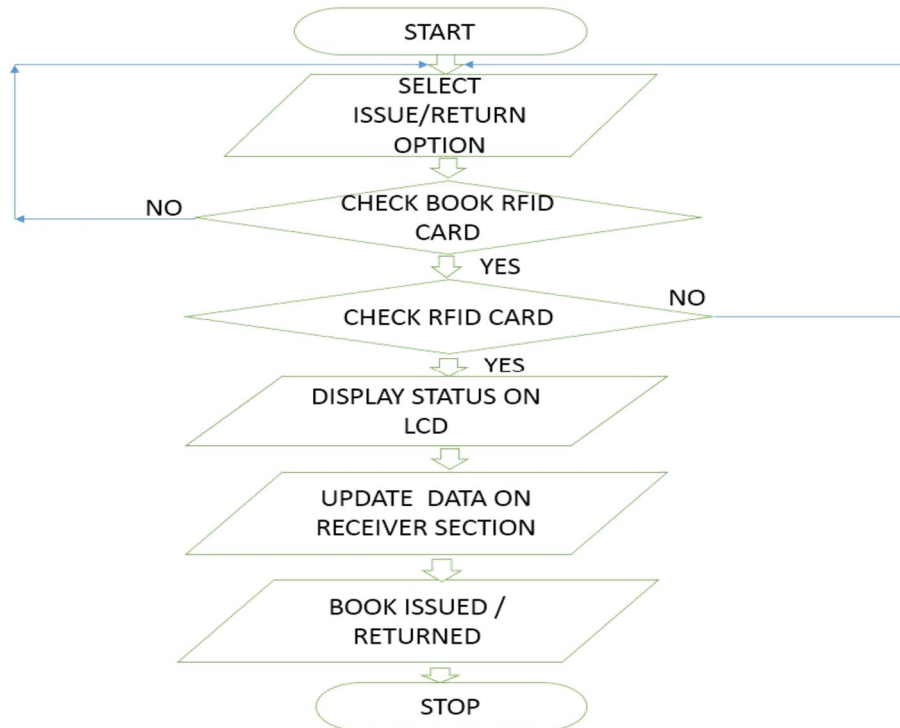 START
SELECT
ISSUE/RETURN
OPTION
NO
CHECK BOOK RFID
CARD
YES
NO
CHECK RFID CARD
YES
DISPLAY STATUS ON
LCD
UPDATE DATA ON
RECEIVER SECTION
BOOK ISSUED /
RETURNED
STOP